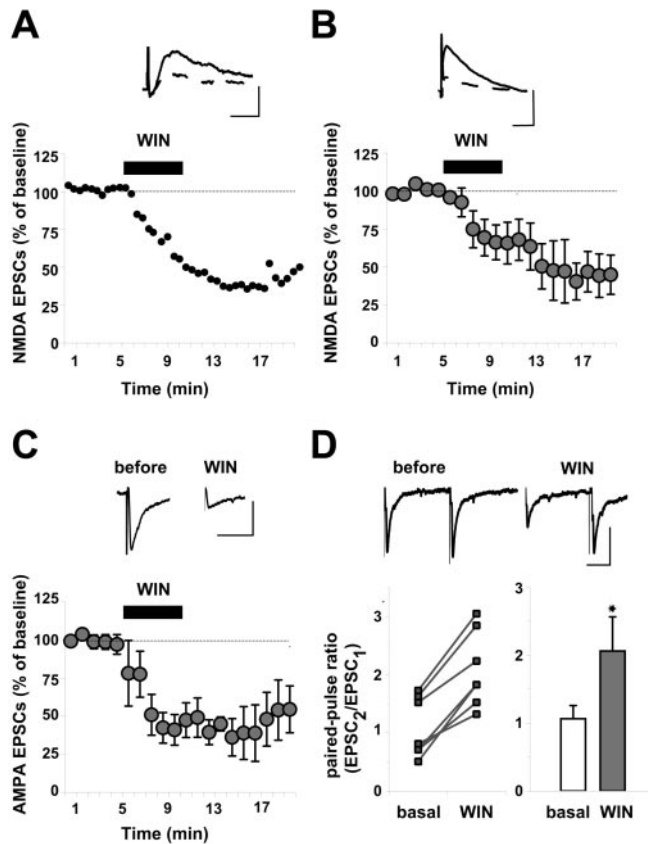 A
WIN
NMDA EPSCs (% of baseline)
125
100
75
50
25
0
1
5
9
13
17
Time (min)
B
WIN
NMDA EPSCs (% of baseline)
125
100
75
50
25
0
1
5
9
13
17
Time (min)
C
before
WIN
WIN
AMPA EPSCs (% of baseline)
125
100
75
50
25
0
1
5
9
13
17
Time (min)
D
before
WIN
paired-pulse ratio
(EPSC2/EPSC1)
3
2
1
0
basal
WIN
3
2
1
0
*
basal
WIN